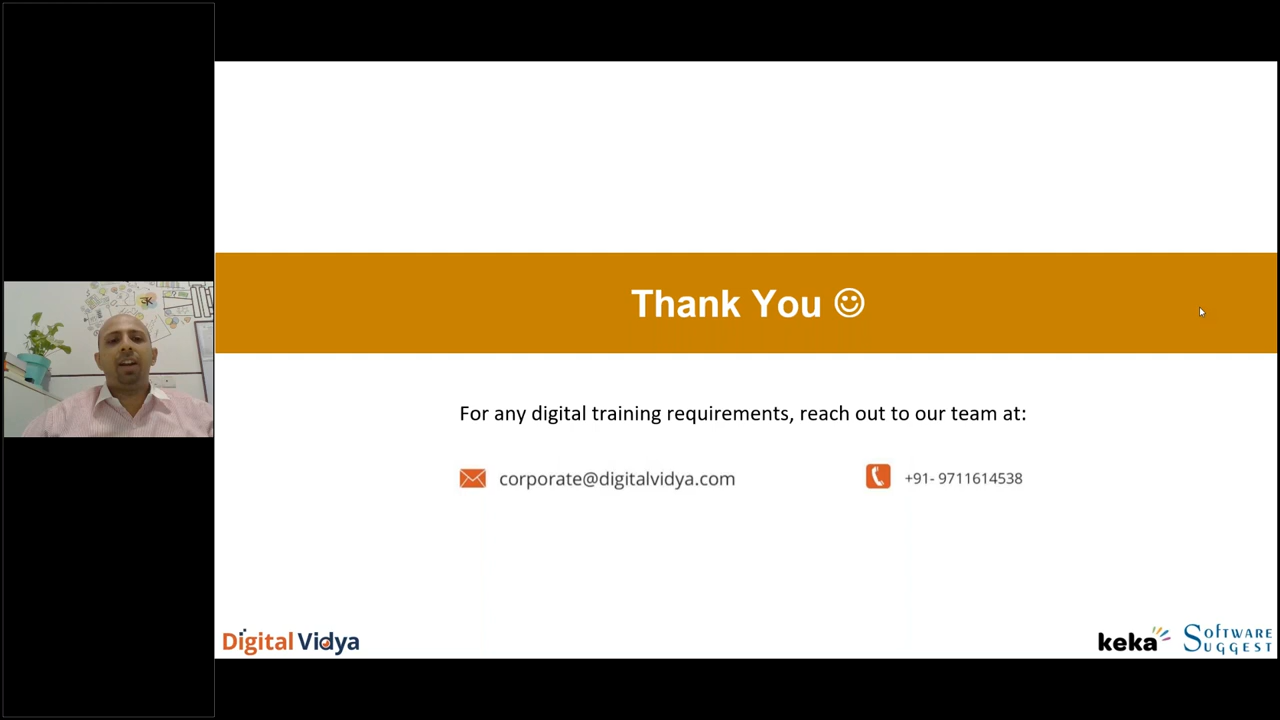 Thank You ☺
For any digital training requirements, reach out to our team at:
corporate@digitalvidya.com
+91- 9711614538
Digital Vidya
keka
SOFTWARE
SUGGEST